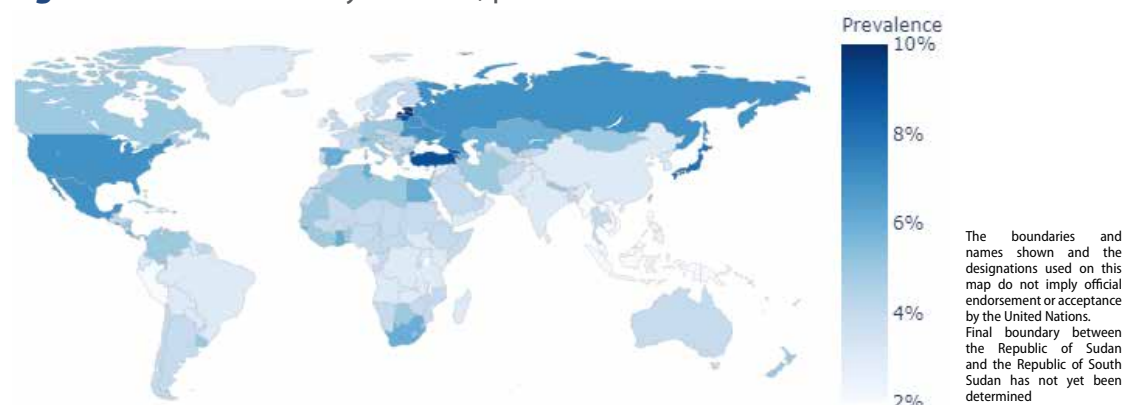 Prevalence
10%
8%
6%
4%
2%
The boundaries and
names shown and the
designations used on this
map do not imply official
endorsement or acceptance
by the United Nations.
Final boundary between
the Republic of Sudan
and the Republic of South
Sudan has not yet been
determined